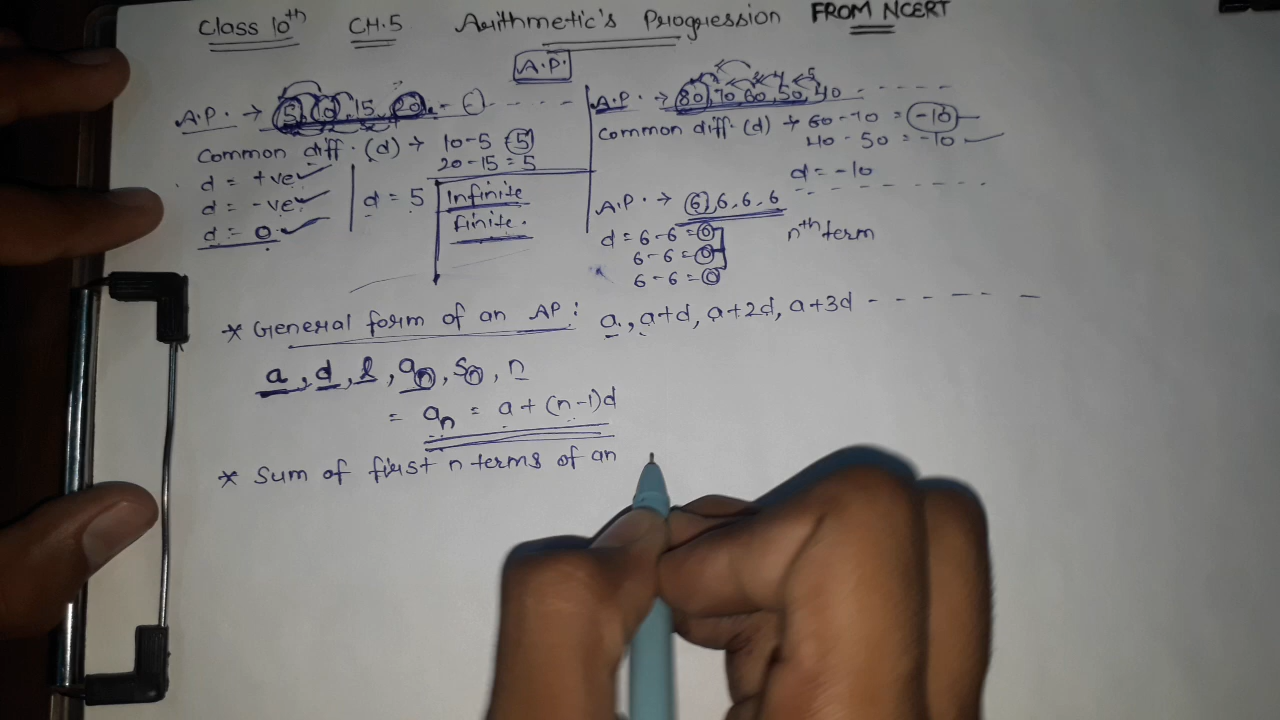 Class 10th CH.5 Arithmetic's Progression FROM NCERT
A.P.
A.P. → 5, 10, 15, 20, - - - - - -
Common diff. (d) → 10-5 = 5
20-15 = 5
d = +ve
d = -ve
d = 0
d = 5
Infinite
Finite.
A.P. → 80, 70, 60, 50, 40 - - - - - -
Common diff. (d) → 60-70 = -10
40-50 = -10
d = -10
- - - - - - - - -
A.P. → 6, 6, 6, 6
d = 6-6 = 0
6-6 = 0
6-6 = 0
nth term
* General form of an AP: a, a+d, a+2d, a+3d - - - - - -
a, d, l, an, Sn, n
= an = a + (n-1)d
* Sum of first n terms of an